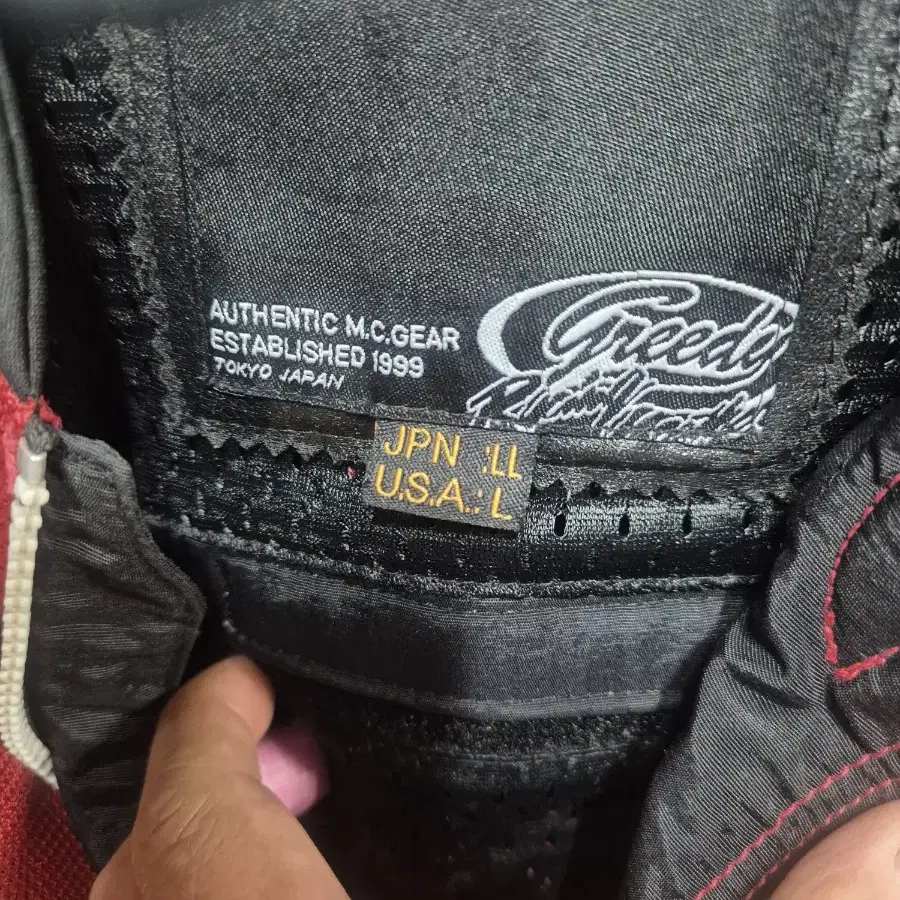 AUTHENTIC M.C.GEAR
ESTABLISHED 1999
TOKYO JAPAN
JPN :LL
U.S.A.: L